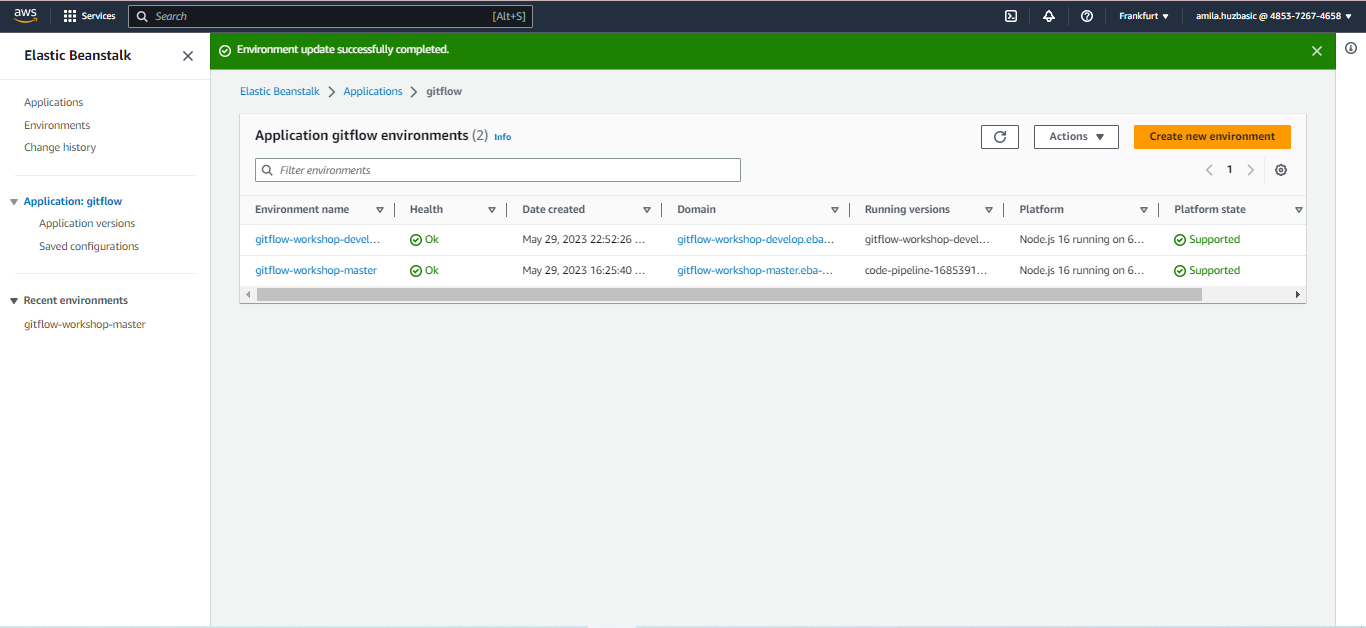 aws Services Search [Alt+S] Frankfurt ▼ amila.huzbasic @ 4853-7267-4658 ▼
Elastic Beanstalk
Applications
Environments
Change history
Application: gitflow
Application versions
Saved configurations
Recent environments
gitflow-workshop-master
Environment update successfully completed.
Elastic Beanstalk > Applications > gitflow
Application gitflow environments (2) Info
Actions ▼ Create new environment
Filter environments
1
Environment name Health Date created Domain Running versions Platform Platform state
gitflow-workshop-devel... Ok May 29, 2023 22:52:26 ... gitflow-workshop-develop.eba... gitflow-workshop-devel... Node.js 16 running on 6... Supported
gitflow-workshop-master Ok May 29, 2023 16:25:40 ... gitflow-workshop-master.eba-... code-pipeline-1685391... Node.js 16 running on 6... Supported